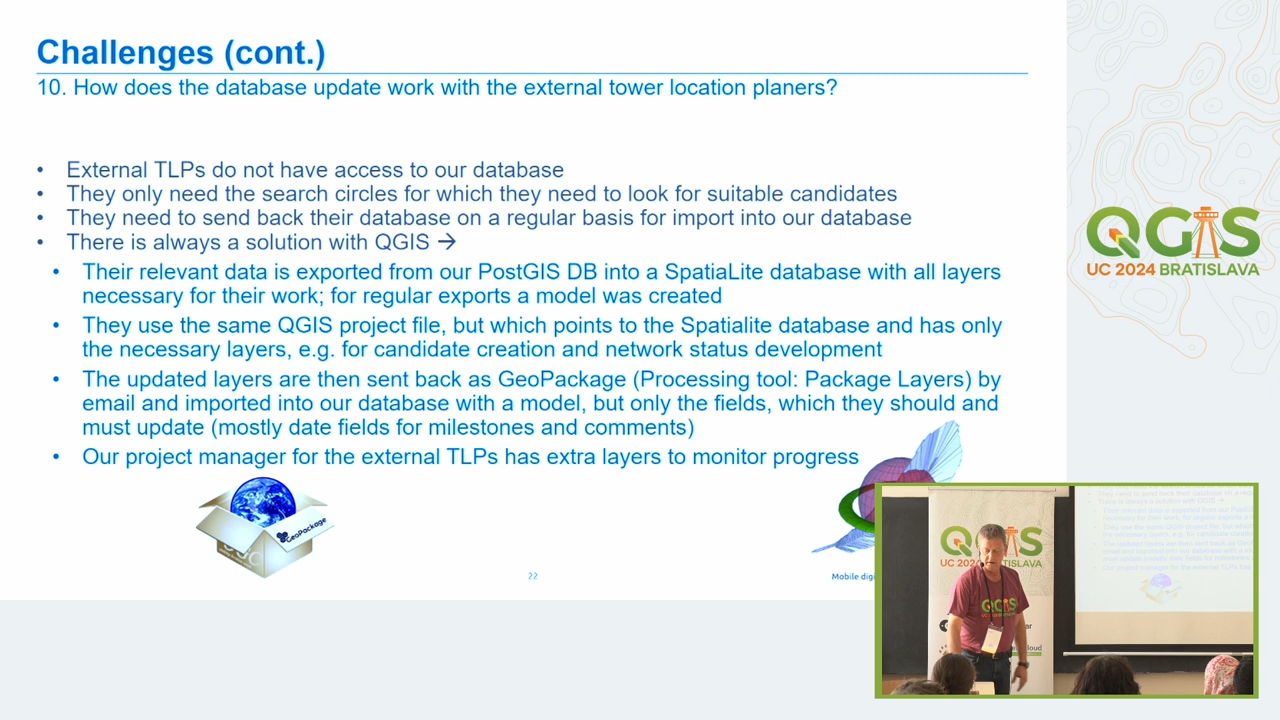 Challenges (cont.)
10. How does the database update work with the external tower location planers?
• External TLPs do not have access to our database
• They only need the search circles for which they need to look for suitable candidates
• They need to send back their database on a regular basis for import into our database
• There is always a solution with QGIS →
• Their relevant data is exported from our PostGIS DB into a SpatiaLite database with all layers
necessary for their work; for regular exports a model was created
• They use the same QGIS project file, but which points to the Spatialite database and has only
the necessary layers, e.g. for candidate creation and network status development
• The updated layers are then sent back as GeoPackage (Processing tool: Package Layers) by
email and imported into our database with a model, but only the fields, which they should and
must update (mostly date fields for milestones and comments)
• Our project manager for the external TLPs has extra layers to monitor progress
GeoPackage
22
Mobile digi
QGIS
UC 2024 BRATISLAVA
QGIS
UC 20
TISLAVA
QGIS